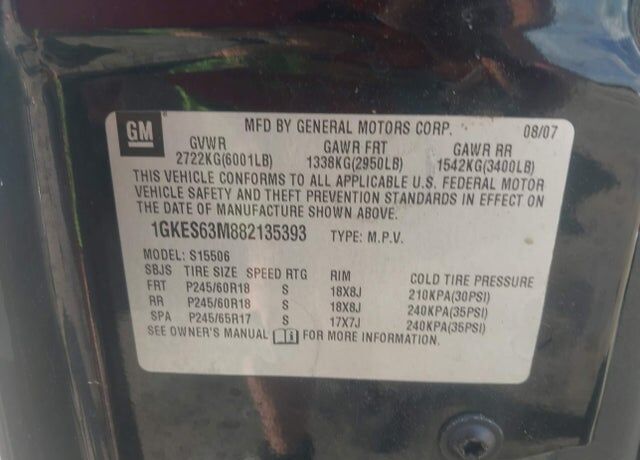 GM
MFD BY GENERAL MOTORS CORP. 08/07
GVWR GAWR FRT GAWR RR
2722KG(6001LB) 1338KG(2950LB) 1542KG(3400LB)
THIS VEHICLE CONFORMS TO ALL APPLICABLE U.S. FEDERAL MOTOR
VEHICLE SAFETY AND THEFT PREVENTION STANDARDS IN EFFECT ON
THE DATE OF MANUFACTURE SHOWN ABOVE.
1GKES63M882135393 TYPE: M.P.V.
MODEL: S15506
SBJS TIRE SIZE SPEED RTG RIM COLD TIRE PRESSURE
FRT P245/60R18 S 18X8J 210KPA(30PSI)
RR P245/60R18 S 18X8J 240KPA(35PSI)
SPA P245/65R17 S 17X7J 240KPA(35PSI)
SEE OWNER'S MANUAL FOR MORE INFORMATION.